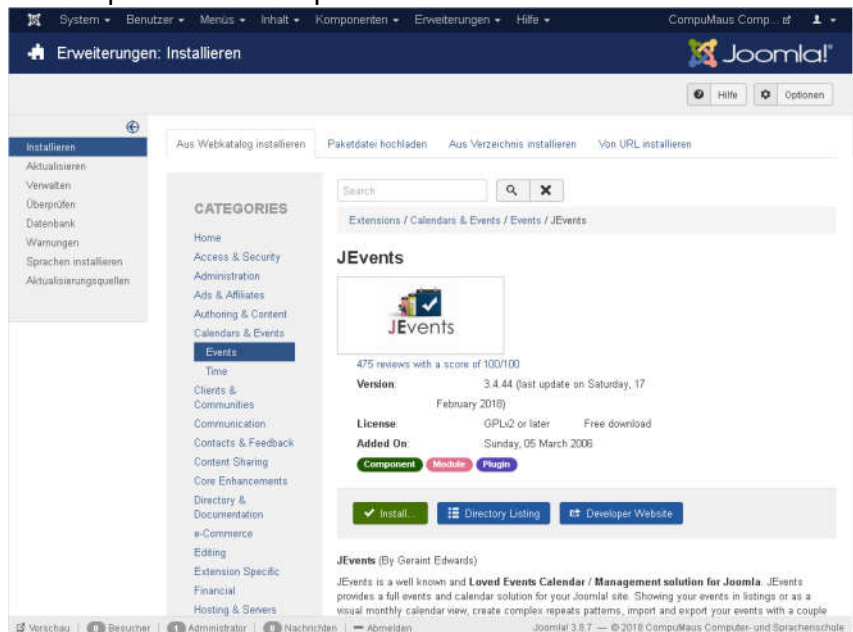 System Benutzer Menüs Inhalt Komponenten Erweiterungen Hilfe CompuMaus Comp...
Erweiterungen: Installieren
Joomla!®
Hilfe Optionen
Installieren
Aktualisieren
Verwalten
Überprüfen
Datenbank
Warnungen
Sprachen installieren
Aktualisierungsquellen
Aus Webkatalog installieren Paketdatei hochladen Aus Verzeichnis installieren Von URL installieren
CATEGORIES
Home
Access & Security
Administration
Ads & Affiliates
Authoring & Content
Calendars & Events
Events
Time
Clients &
Communities
Communication
Contacts & Feedback
Content Sharing
Core Enhancements
Directory &
Documentation
e-Commerce
Editing
Extension Specific
Financial
Hosting & Servers
Search
Extensions / Calendars & Events / Events / JEvents
JEvents
JEvents
475 reviews with a score of 100/100
Version: 3.4.44 (last update on Saturday, 17
February 2018)
License GPLv2 or later Free download
Added On: Sunday, 05 March 2006
Component Module Plugin
Install... Directory Listing Developer Website
JEvents (By Geraint Edwards)
JEvents is a well known and Loved Events Calendar / Management solution for Joomla. JEvents
provides a full events and calendar solution for your Joomla! site. Showing your events in listings or as a
visual monthly calendar view, create complex repeats patterns, import and export your events with a couple
Vorschau 0 Besucher 1 Administrator 0 Nachrichten Abmelden Joomla! 3.8.7 — © 2018 CompuMaus Computer- und Sprachenschule